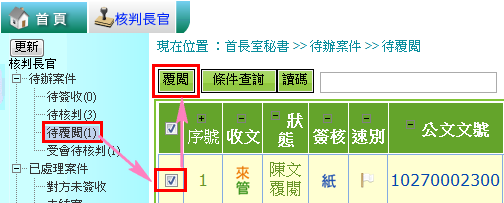 首頁
核判長官
更新
現在位置 ：首長室秘書 >> 待辦案件 >> 待覆閱
核判長官
待辦案件
待簽收(0)
待核判(3)
待覆閱(1)
受會待核判(1)
已處理案件
對方未簽收
未結案
覆閱
條件查詢
讀碼
序號
收文
狀態
簽核
速別
公文文號
1
來管
陳文覆閱
紙
10270002300